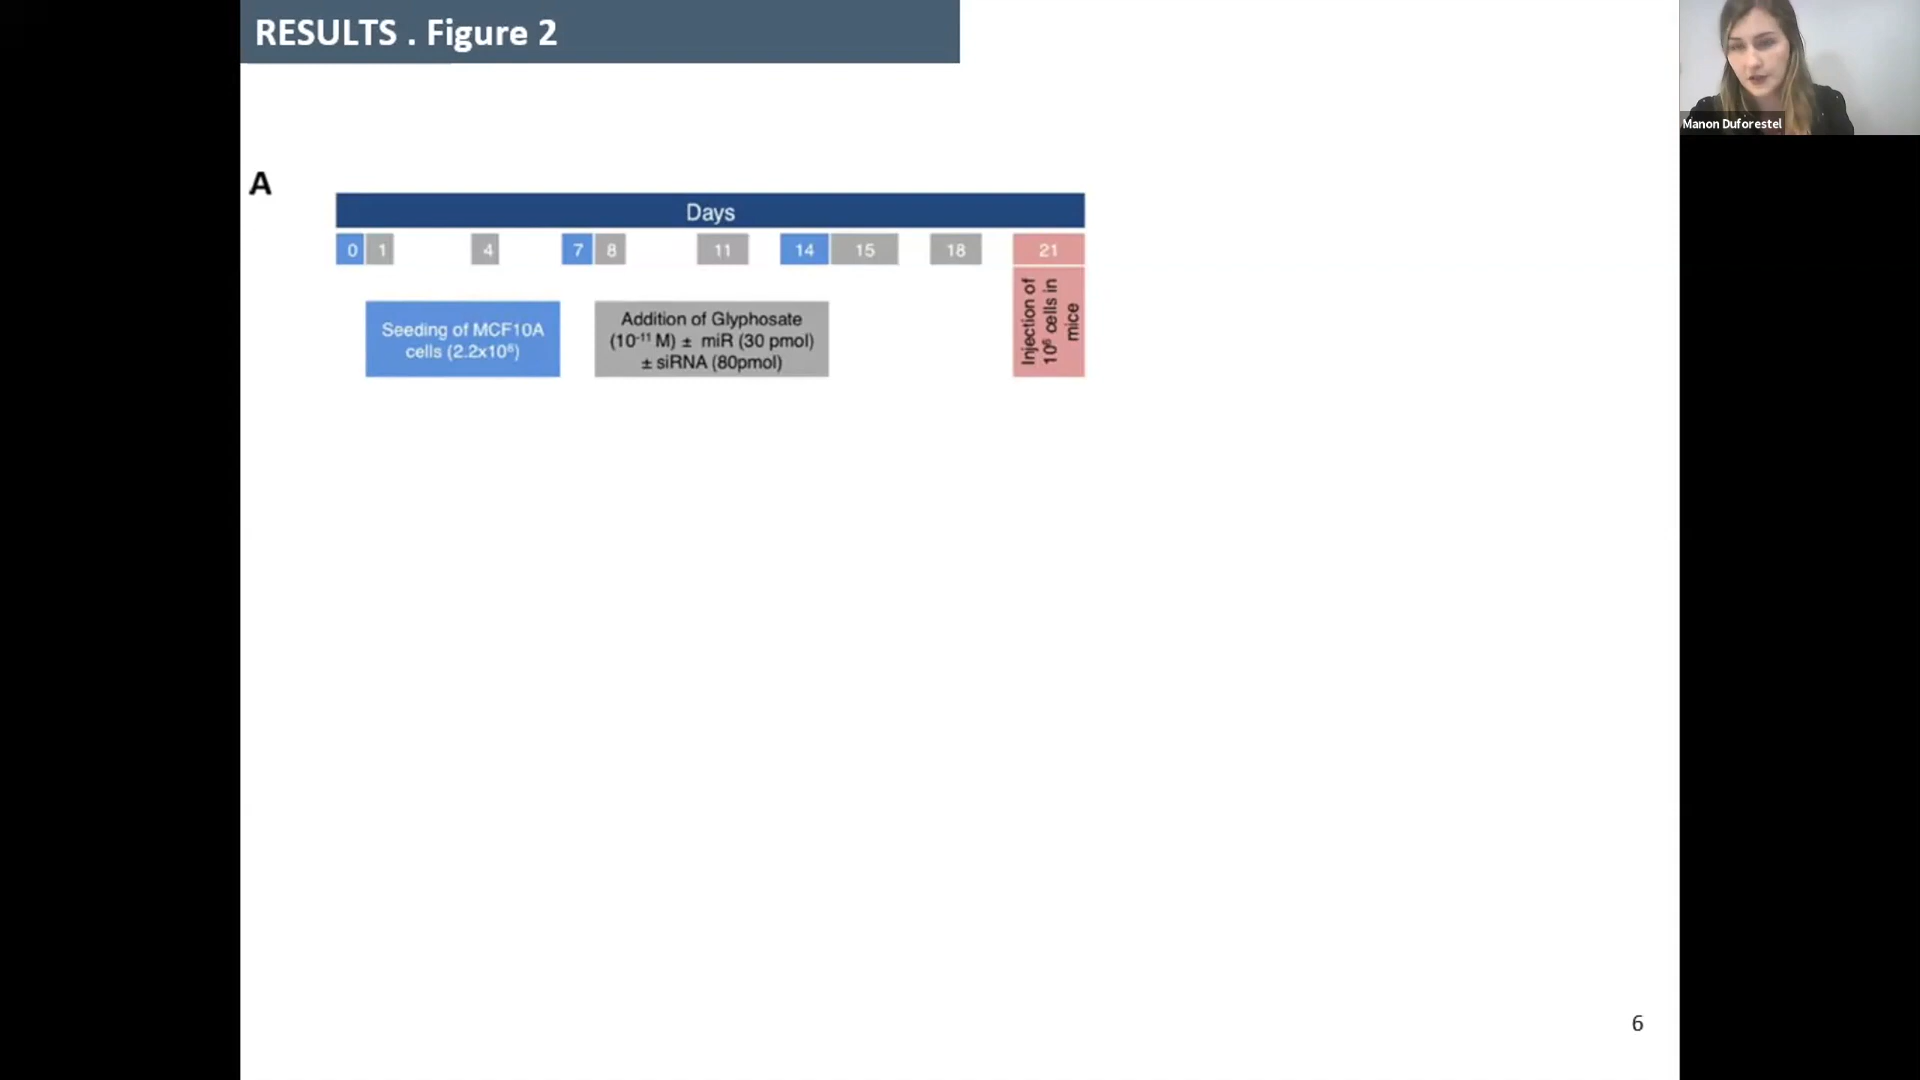 RESULTS . Figure 2
Manon Duforestel
A
Days
0 1 4 7 8 11 14 15 18 21
Seeding of MCF10A
cells (2.2x10⁶)
Addition of Glyphosate
(10⁻¹¹ M) ± miR (30 pmol)
± siRNA (80pmol)
Injection of
10⁶ cells in
mice
6